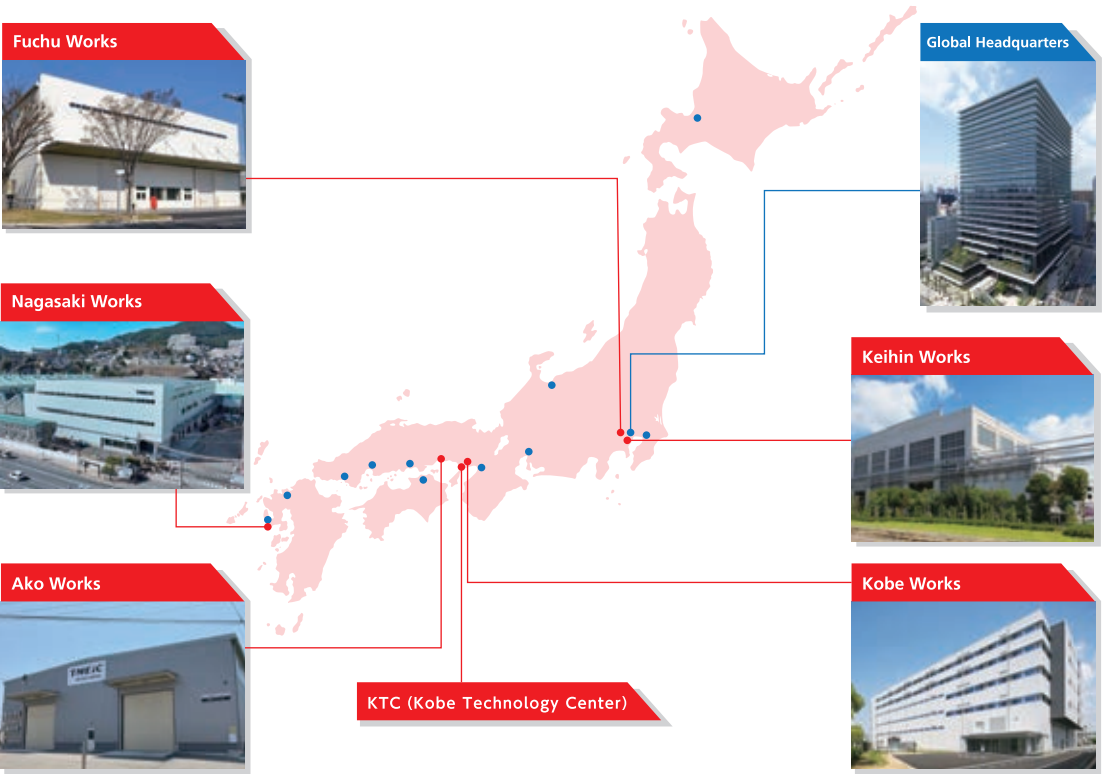 Fuchu Works
Global Headquarters
Nagasaki Works
Keihin Works
Ako Works
TMEIC
Kobe Works
KTC (Kobe Technology Center)